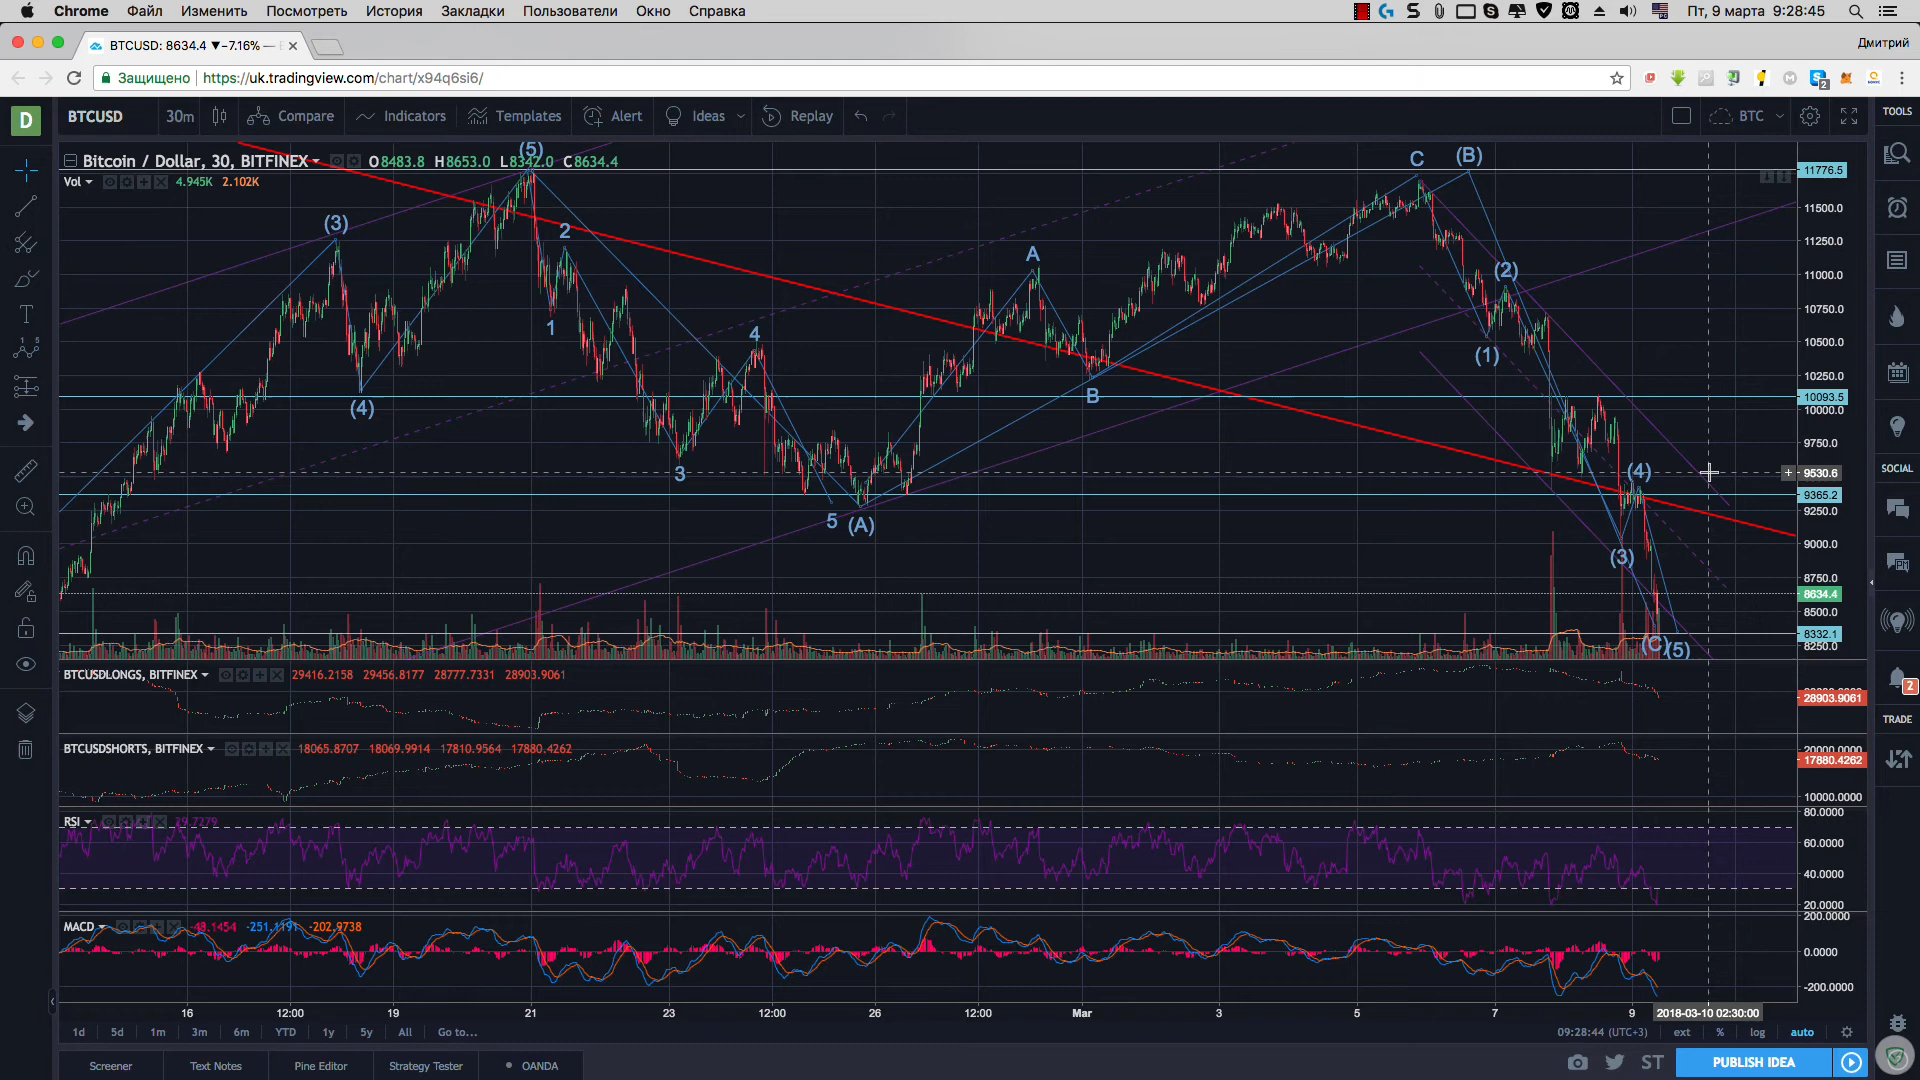 Chrome Файл Изменить Посмотреть История Закладки Пользователи Окно Справка Пт, 9 марта 9:28:45
BTCUSD: 8634.4 ▼−7.16% — Дмитрий
Защищено https://uk.tradingview.com/chart/x94q6si6/
D BTCUSD 30m Compare Indicators Templates Alert Ideas Replay BTC TOOLS
Bitcoin / Dollar, 30, BITFINEX O8483.8 H8653.0 L8342.0 C8634.4
Vol 4.945K 2.102K
(5) C (B)
(3) 2 A (2)
1 4 (1)
(4) B
3 (4)
5 (A)
(3)
(C) (5)
11776.5
11500.0
11250.0
11000.0
10750.0
10500.0
10250.0
10093.5
10000.0
9750.0
9530.6
9365.2
9250.0
9000.0
8750.0
8634.4
8500.0
8332.1
8250.0
SOCIAL
2
TRADE
BTCUSDLONGS, BITFINEX 29416.2158 29456.8177 28777.7331 28903.9061
28903.9061
BTCUSDSHORTS, BITFINEX 18065.8707 18069.9914 17810.9564 17880.4262
20000.0000
17880.4262
10000.0000
RSI 29.7279
80.0000
60.0000
40.0000
20.0000
MACD -48.1454 -251.1191 -202.9738
200.0000
0.0000
-200.0000
16 12:00 19 21 23 12:00 26 12:00 Mar 3 5 7 9 2018-03-10 02:30:00
1d 5d 1m 3m 6m YTD 1y 5y All Go to... 09:28:44 (UTC+3) ext % log auto
Screener Text Notes Pine Editor Strategy Tester OANDA ST PUBLISH IDEA